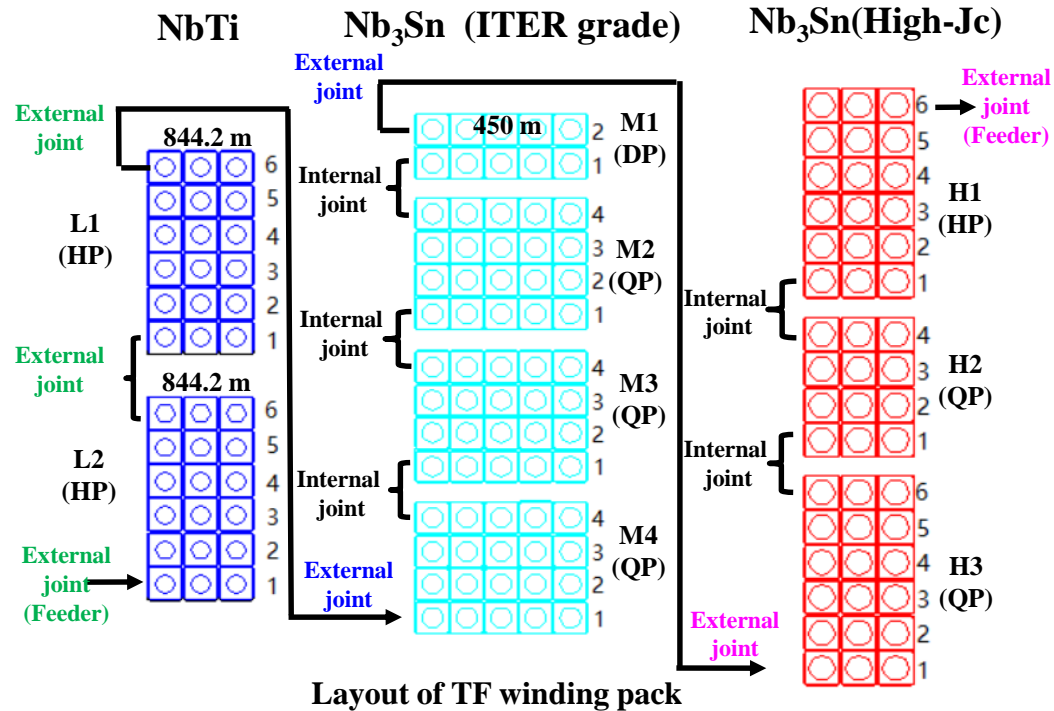 NbTi
Nb₃Sn (ITER grade)
Nb₃Sn(High-Jc)
External
joint
844.2 m
6
5
4
3
2
1
L1
(HP)
External
joint
844.2 m
6
5
4
3
2
1
L2
(HP)
External
joint
(Feeder)
External
joint
450 m
2
1
M1
(DP)
Internal
joint
4
3
2
1
M2
(QP)
Internal
joint
4
3
2
1
M3
(QP)
Internal
joint
4
3
2
1
M4
(QP)
External
joint
External
joint
(Feeder)
6
5
4
3
2
1
H1
(HP)
Internal
joint
4
3
2
1
H2
(QP)
Internal
joint
6
5
4
3
2
1
H3
(QP)
External
joint
Layout of TF winding pack